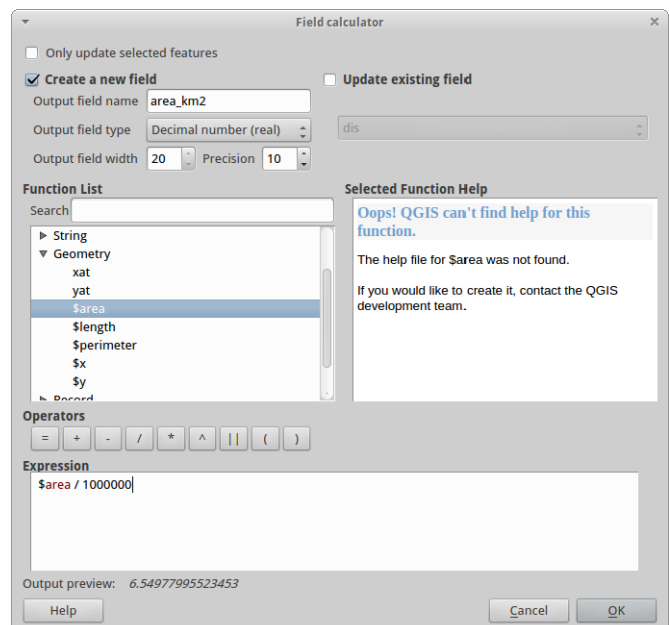 Field calculator
Only update selected features
Create a new field
Update existing field
Output field name area_km2
Output field type Decimal number (real)
dis
Output field width 20 Precision 10
Function List
Selected Function Help
Search
String
Geometry
xat
yat
$area
$length
$perimeter
$x
$y
Record
Oops! QGIS can't find help for this
function.
The help file for $area was not found.
If you would like to create it, contact the QGIS
development team.
Operators
= + - / * ^ || ( )
Expression
$area / 1000000
Output preview: 6.54977995523453
Help
Cancel
OK